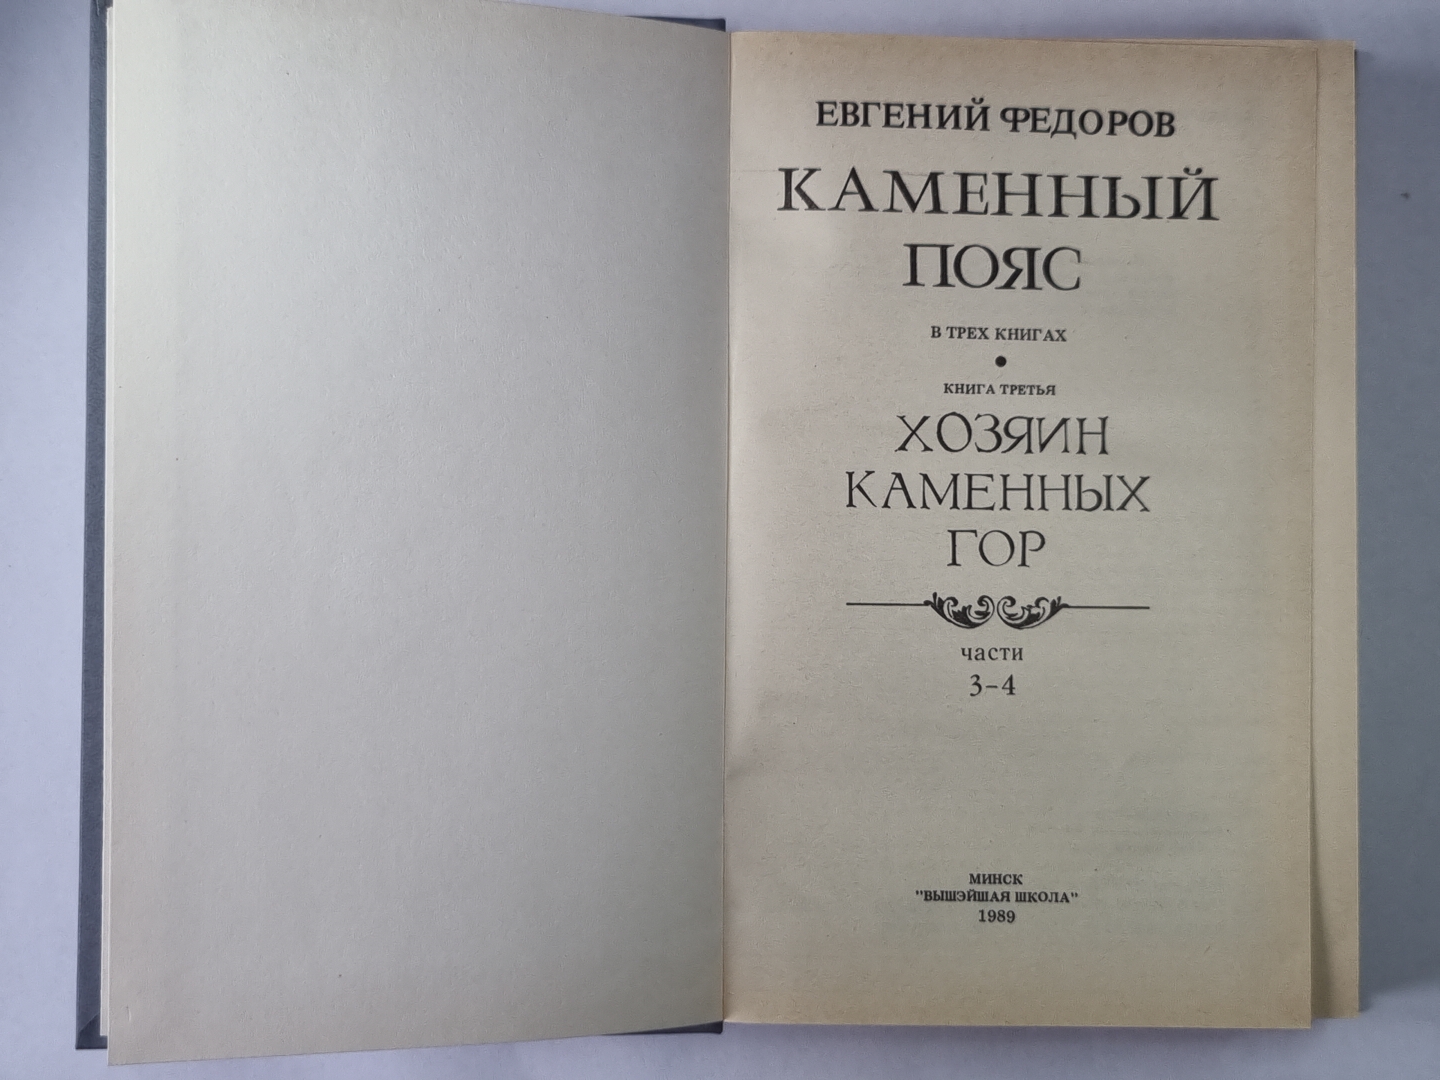 ЕВГЕНИЙ ФЕДОРОВ
КАМЕННЫЙ
ПОЯС
В ТРЕХ КНИГАХ
КНИГА ТРЕТЬЯ
ХОЗЯИН
КАМЕННЫХ
ГОР
части
3-4
МИНСК
"ВЫШЭЙШАЯ ШКОЛА"
1989